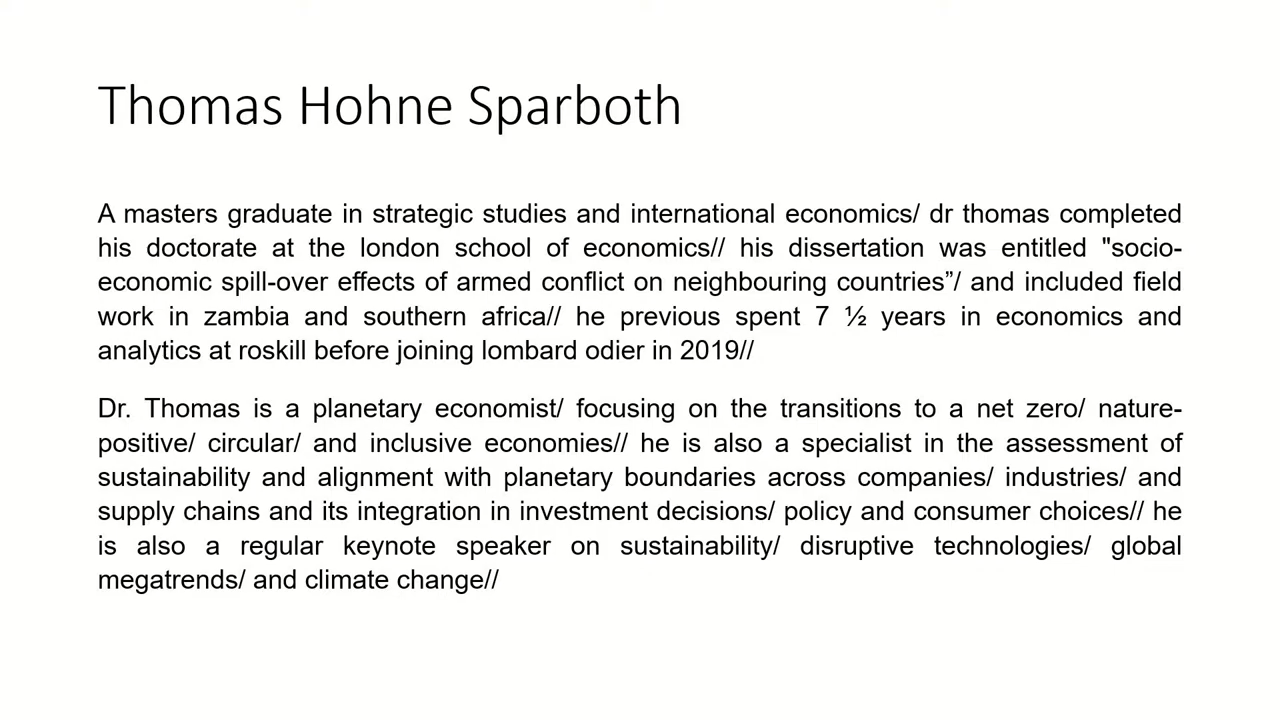 Thomas Hohne Sparboth
A masters graduate in strategic studies and international economics/ dr thomas completed
his doctorate at the london school of economics// his dissertation was entitled "socio-
economic spill-over effects of armed conflict on neighbouring countries”/ and included field
work in zambia and southern africa// he previous spent 7 ½ years in economics and
analytics at roskill before joining lombard odier in 2019//
Dr. Thomas is a planetary economist/ focusing on the transitions to a net zero/ nature-
positive/ circular/ and inclusive economies// he is also a specialist in the assessment of
sustainability and alignment with planetary boundaries across companies/ industries/ and
supply chains and its integration in investment decisions/ policy and consumer choices// he
is also a regular keynote speaker on sustainability/ disruptive technologies/ global
megatrends/ and climate change//